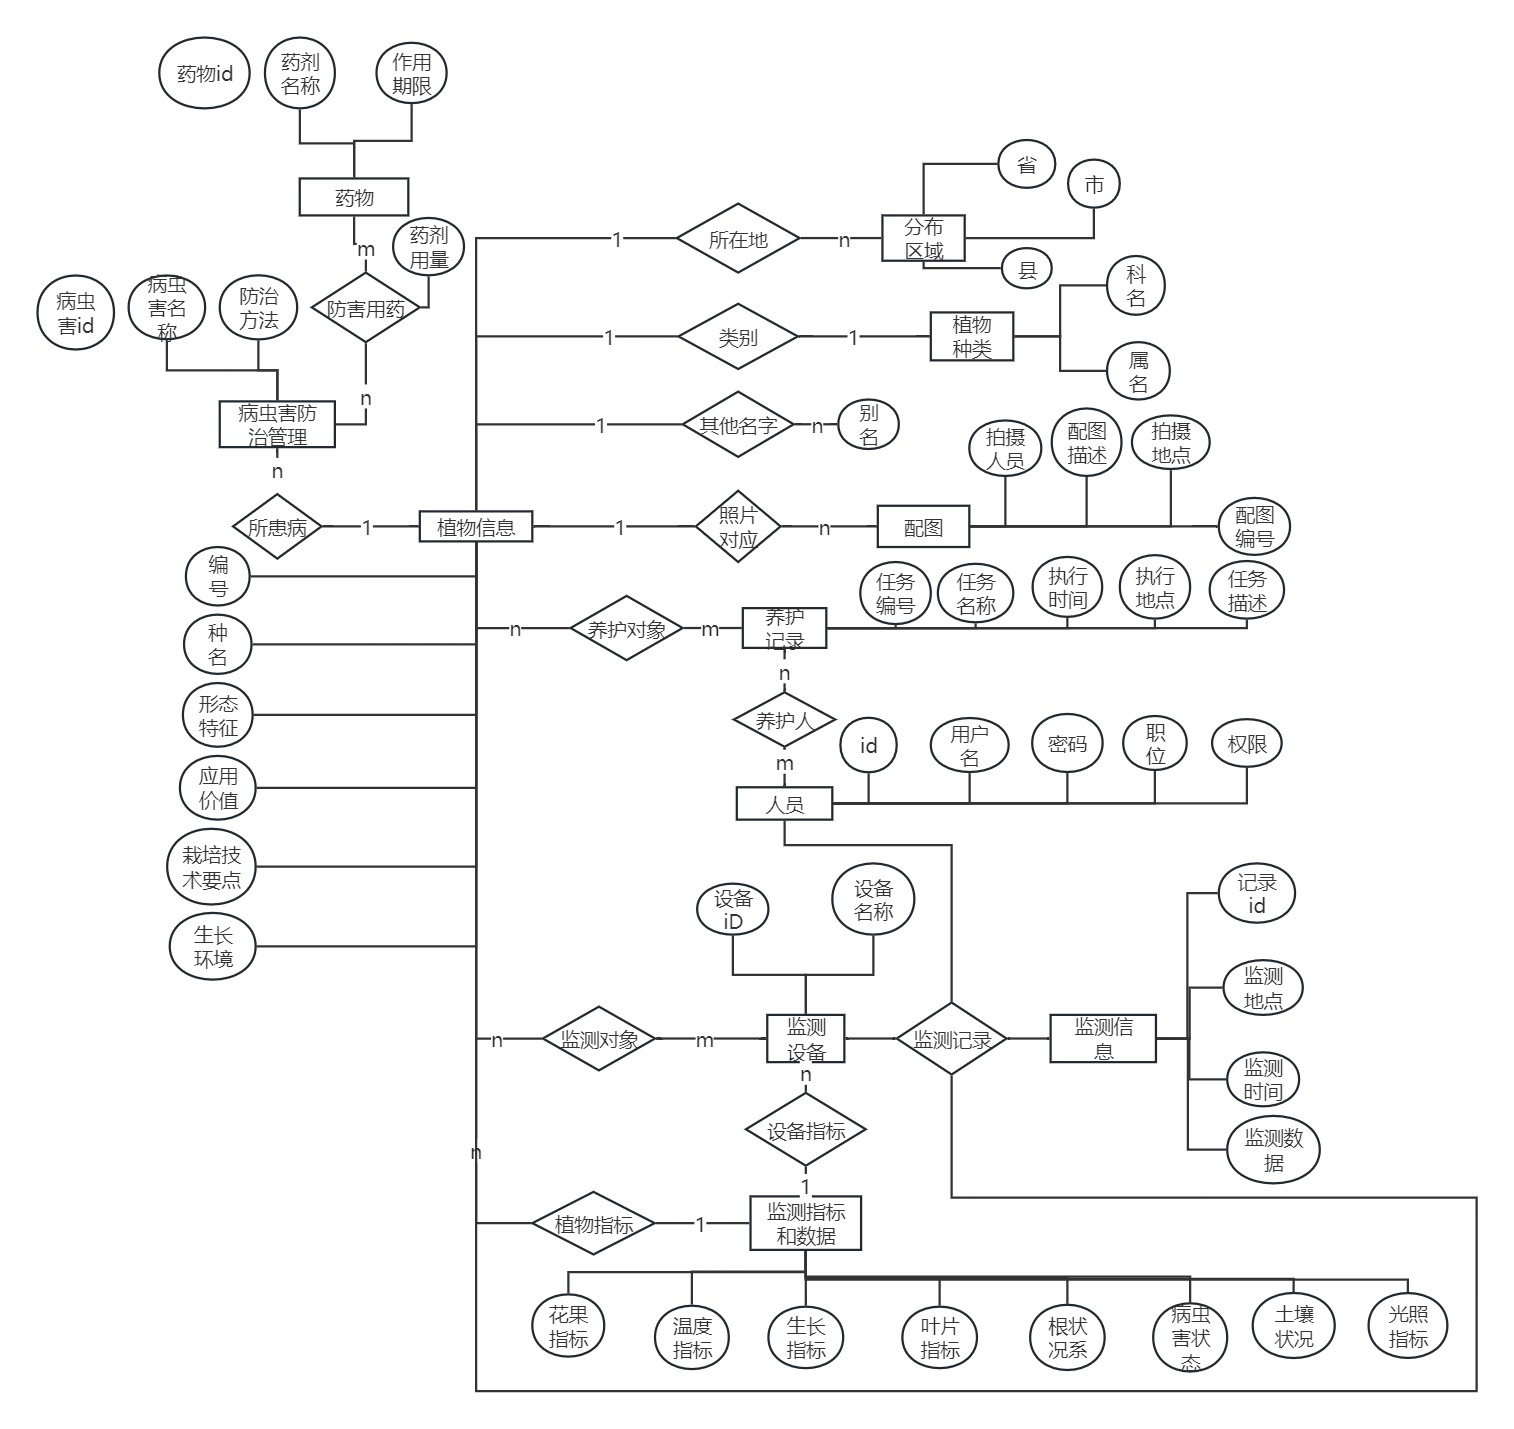 药物id
药剂
名称
作用
期限
药物
m
药剂
用量
病虫
害id
病虫
害名
称
防治
方法
防害用药
n
病虫害防
治管理
n
所患病
1
植物信息
1
所在地
n
分布
区域
省
市
县
1
类别
1
植物
种类
科
名
属
名
1
其他名字
n
别
名
1
照片
对应
n
配图
拍摄
人员
配图
描述
拍摄
地点
配图
编号
编
号
种
名
形态
特征
应用
价值
栽培技
术要点
生长
环境
n
养护对象
m
养护
记录
任务
编号
任务
名称
执行
时间
执行
地点
任务
描述
n
养护人
m
人员
id
用户
名
密码
职
位
权限
设备
iD
设备
名称
n
监测对象
m
监测
设备
监测记录
监测信
息
记录
id
监测
地点
监测
时间
监测数
据
n
设备指标
1
n
植物指标
1
监测指标
和数据
花果
指标
温度
指标
生长
指标
叶片
指标
根状
况系
病虫
害状
态
土壤
状况
光照
指标